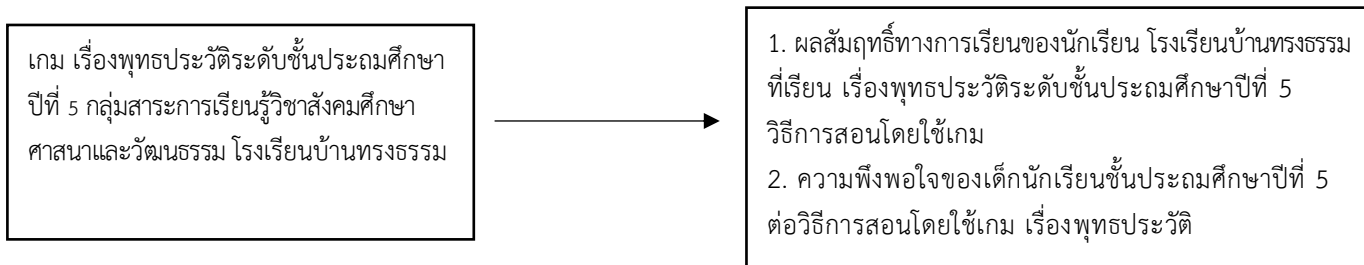 เกม เรื่องพุทธประวัติระดับชั้นประถมศึกษา
ปีที่ 5 กลุ่มสาระการเรียนรู้วิชาสังคมศึกษา
ศาสนาและวัฒนธรรม โรงเรียนบ้านทรงธรรม
1. ผลสัมฤทธิ์ทางการเรียนของนักเรียน โรงเรียนบ้านทรงธรรม
ที่เรียน เรื่องพุทธประวัติระดับชั้นประถมศึกษาปีที่ 5
วิธีการสอนโดยใช้เกม
2. ความพึงพอใจของเด็กนักเรียนชั้นประถมศึกษาปีที่ 5
ต่อวิธีการสอนโดยใช้เกม เรื่องพุทธประวัติ